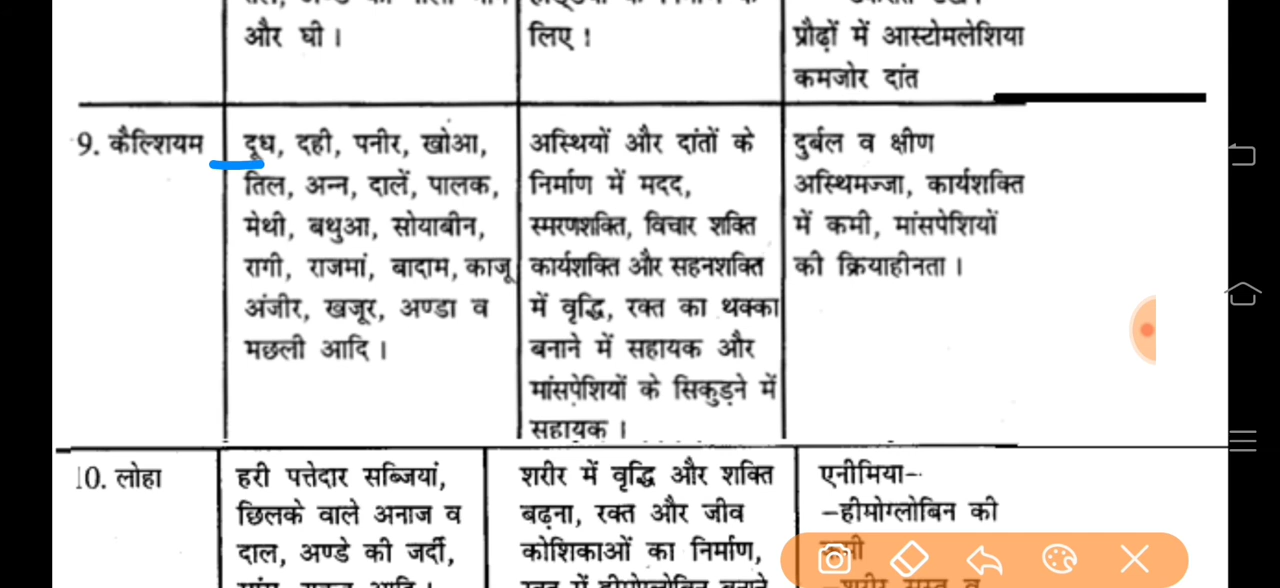 और घी।
लिए!
प्रौढ़ों में आस्टोमलेशिया
कमजोर दांत
9. कैल्शियम
दूध, दही, पनीर, खोआ,
तिल, अन्न, दालें, पालक,
मेथी, बथुआ, सोयाबीन,
रागी, राजमां, बादाम, काजू
अंजीर, खजूर, अण्डा व
मछली आदि।
अस्थियों और दांतों के
निर्माण में मदद,
स्मरणशक्ति, विचार शक्ति
कार्यशक्ति और सहनशक्ति
में वृद्धि, रक्त का थक्का
बनाने में सहायक और
मांसपेशियों के सिकुड़ने में
सहायक।
दुर्बल व क्षीण
अस्थिमज्जा, कार्यशक्ति
में कमी, मांसपेशियों
की क्रियाहीनता।
10. लोहा
हरी पत्तेदार सब्जियां,
छिलके वाले अनाज व
दाल, अण्डे की जर्दी,
शरीर में वृद्धि और शक्ति
बढ़ना, रक्त और जीव
कोशिकाओं का निर्माण,
एनीमिया-
-हीमोग्लोबिन की